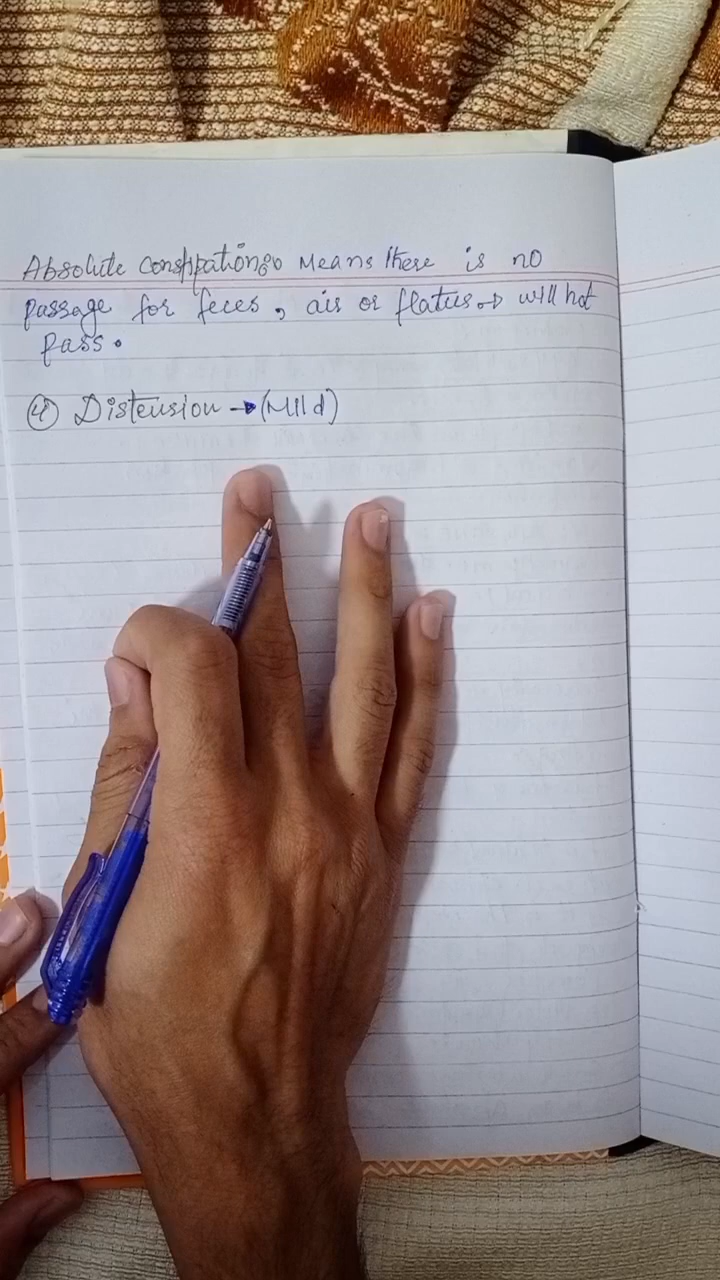 Absolute Constipation:- Means there is no
passage for feces, air or flatus → will not
pass.
④ Distension → (Mild)